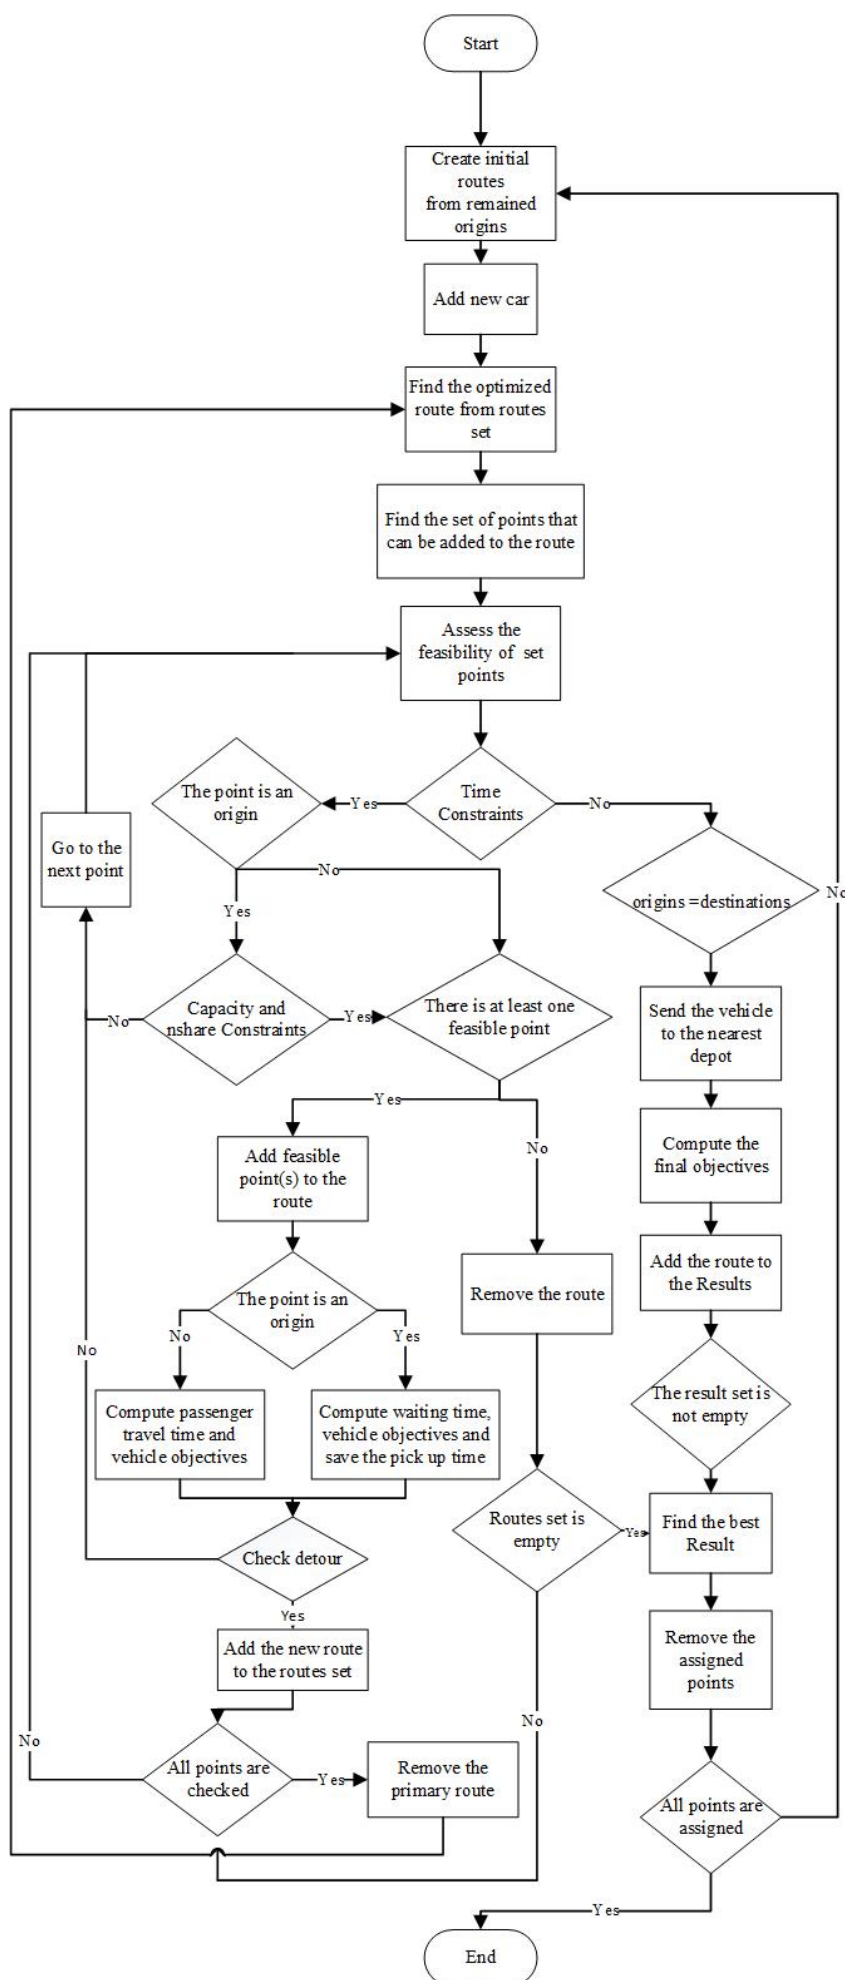 Start
Create initial
routes
from remained
origins
Add new car
Find the optimized
route from routes
set
Find the set of points that
can be added to the route
Assess the
feasibility of set
points
The point is an
origin
Yes
Time
Constraints
No
Go to the
next point
No
Yes
origins =destinations
No
Capacity and
nshare Constraints
No
Yes
There is at least one
feasible point
Send the vehicle
to the nearest
depot
Yes
No
Add feasible
point(s) to the
route
Compute the
final objectives
The point is an
origin
No
Yes
Remove the route
Add the route to
the Results
No
Compute passenger
travel time and
vehicle objectives
Compute waiting time,
vehicle objectives and
save the pick up time
The result set is
not empty
Routes set is
empty
Yes
Find the best
Result
Check detour
Yes
Add the new route
to the routes set
Remove the
assigned
points
No
No
All points are
checked
Yes
Remove the
primary route
All points are
assigned
Yes
End